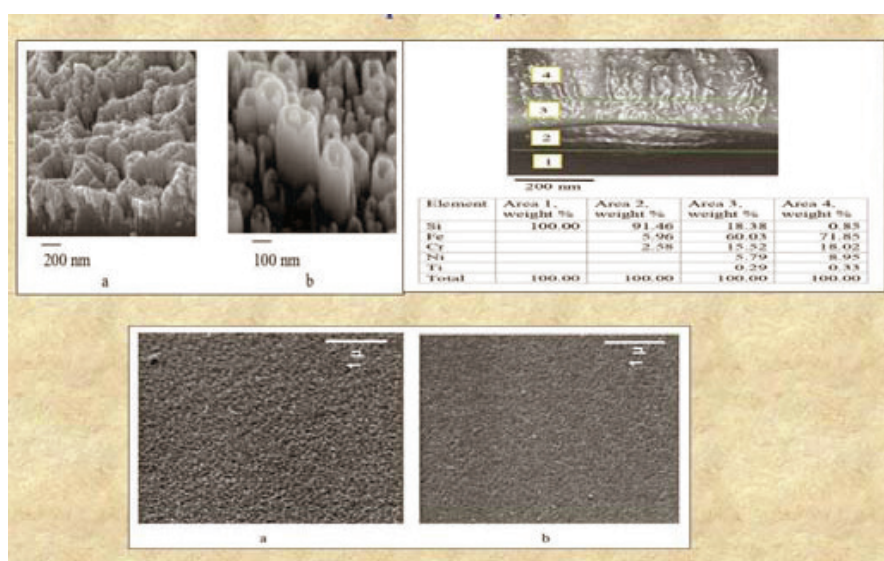 200 nm
100 nm
a
b
4
3
2
1
200 nm
Element Area 1, weight % Area 2, weight % Area 3, weight % Area 4, weight %
Si 100.00 91.46 18.38 0.85
Fe 5.96 60.03 71.85
Cr 2.58 15.52 18.02
Ni 5.79 8.95
Ti 0.29 0.33
Total 100.00 100.00 100.00 100.00
1 μ
1 μ
a
b